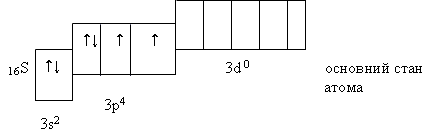 ↑↓ ↑ ↑
₁₆S ↑↓ 3d⁰ основний стан
3p⁴ атома
3s²